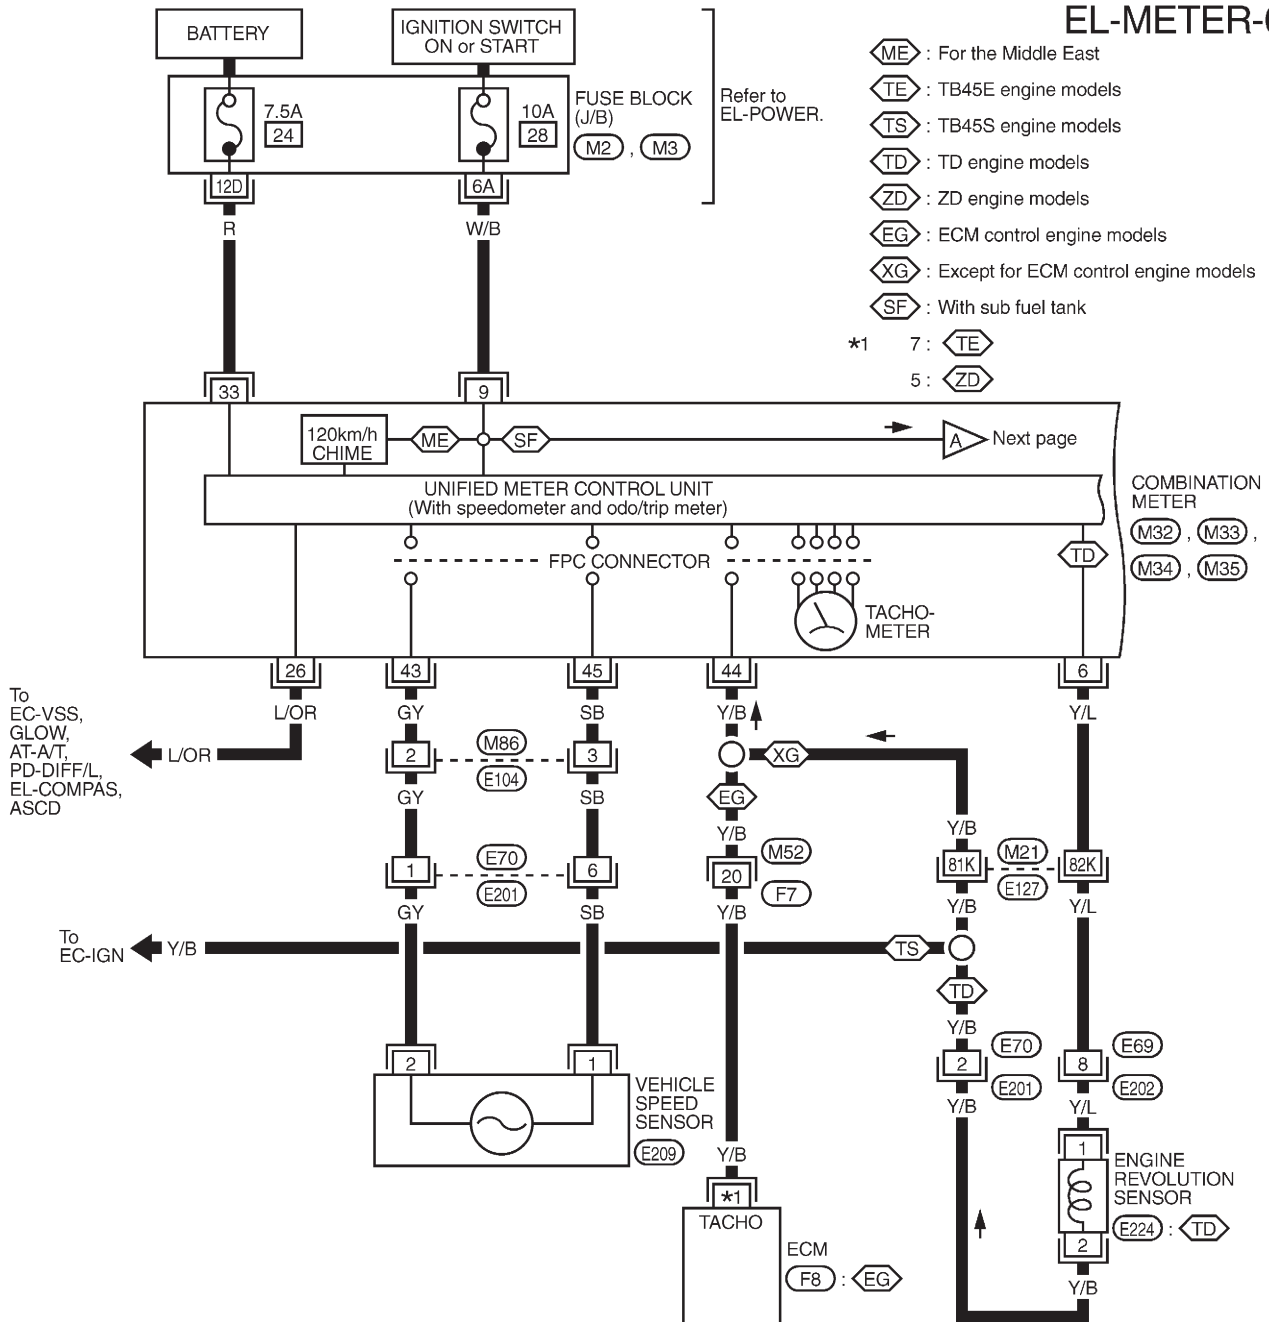 EL-METER-
BATTERY
IGNITION SWITCH
ON or START
ME : For the Middle East
TE : TB45E engine models
TS : TB45S engine models
TD : TD engine models
ZD : ZD engine models
EG : ECM control engine models
XG : Except for ECM control engine models
SF : With sub fuel tank
*1 7 : TE
5 : ZD
7.5A
24
10A
28
FUSE BLOCK
(J/B)
M2 , M3
Refer to
EL-POWER.
12D
6A
R
W/B
33
9
120km/h
CHIME
ME
SF
A
Next page
UNIFIED METER CONTROL UNIT
(With speedometer and odo/trip meter)
COMBINATION
METER
M32 , M33 ,
M34 , M35
FPC CONNECTOR
TD
TACHO-
METER
26
43
45
44
6
L/OR
GY
SB
Y/B
Y/L
To
EC-VSS,
GLOW,
AT-A/T,
PD-DIFF/L,
EL-COMPAS,
ASCD
L/OR
2
M86
E104
3
XG
GY
SB
EG
Y/B
Y/B
1
E70
E201
6
20
M52
F7
81K
M21
E127
82K
GY
SB
Y/B
Y/B
Y/L
To
EC-IGN
Y/B
TS
TD
Y/B
2
E70
E201
8
E69
E202
Y/B
Y/L
2
1
VEHICLE
SPEED
SENSOR
E209
Y/B
*1
TACHO
ECM
F8 : EG
1
ENGINE
REVOLUTION
SENSOR
E224 : TD
2
Y/B